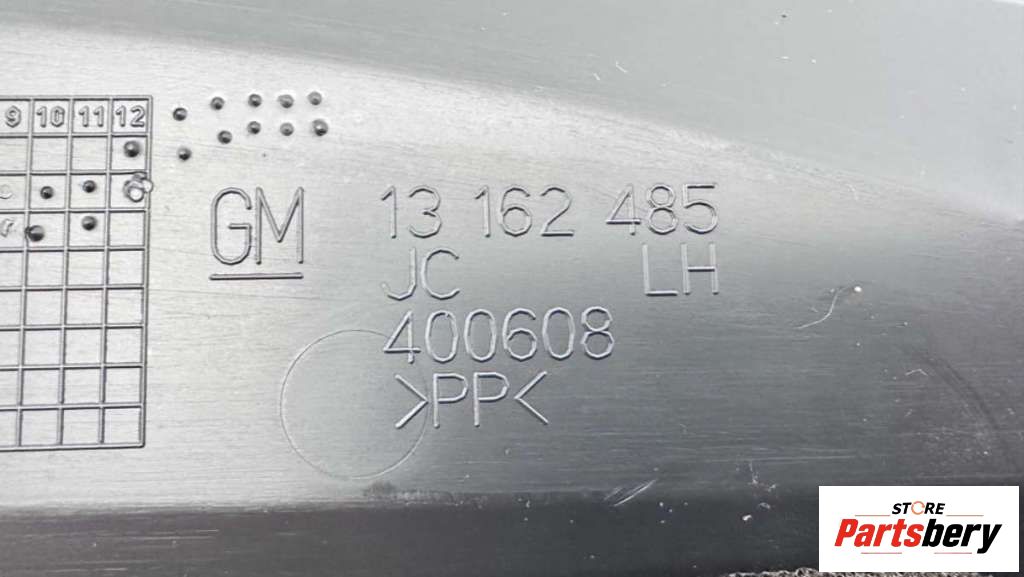 9 10 11 12
GM 13 162 485
JC LH
400608
>PP<
STORE
Partsbery